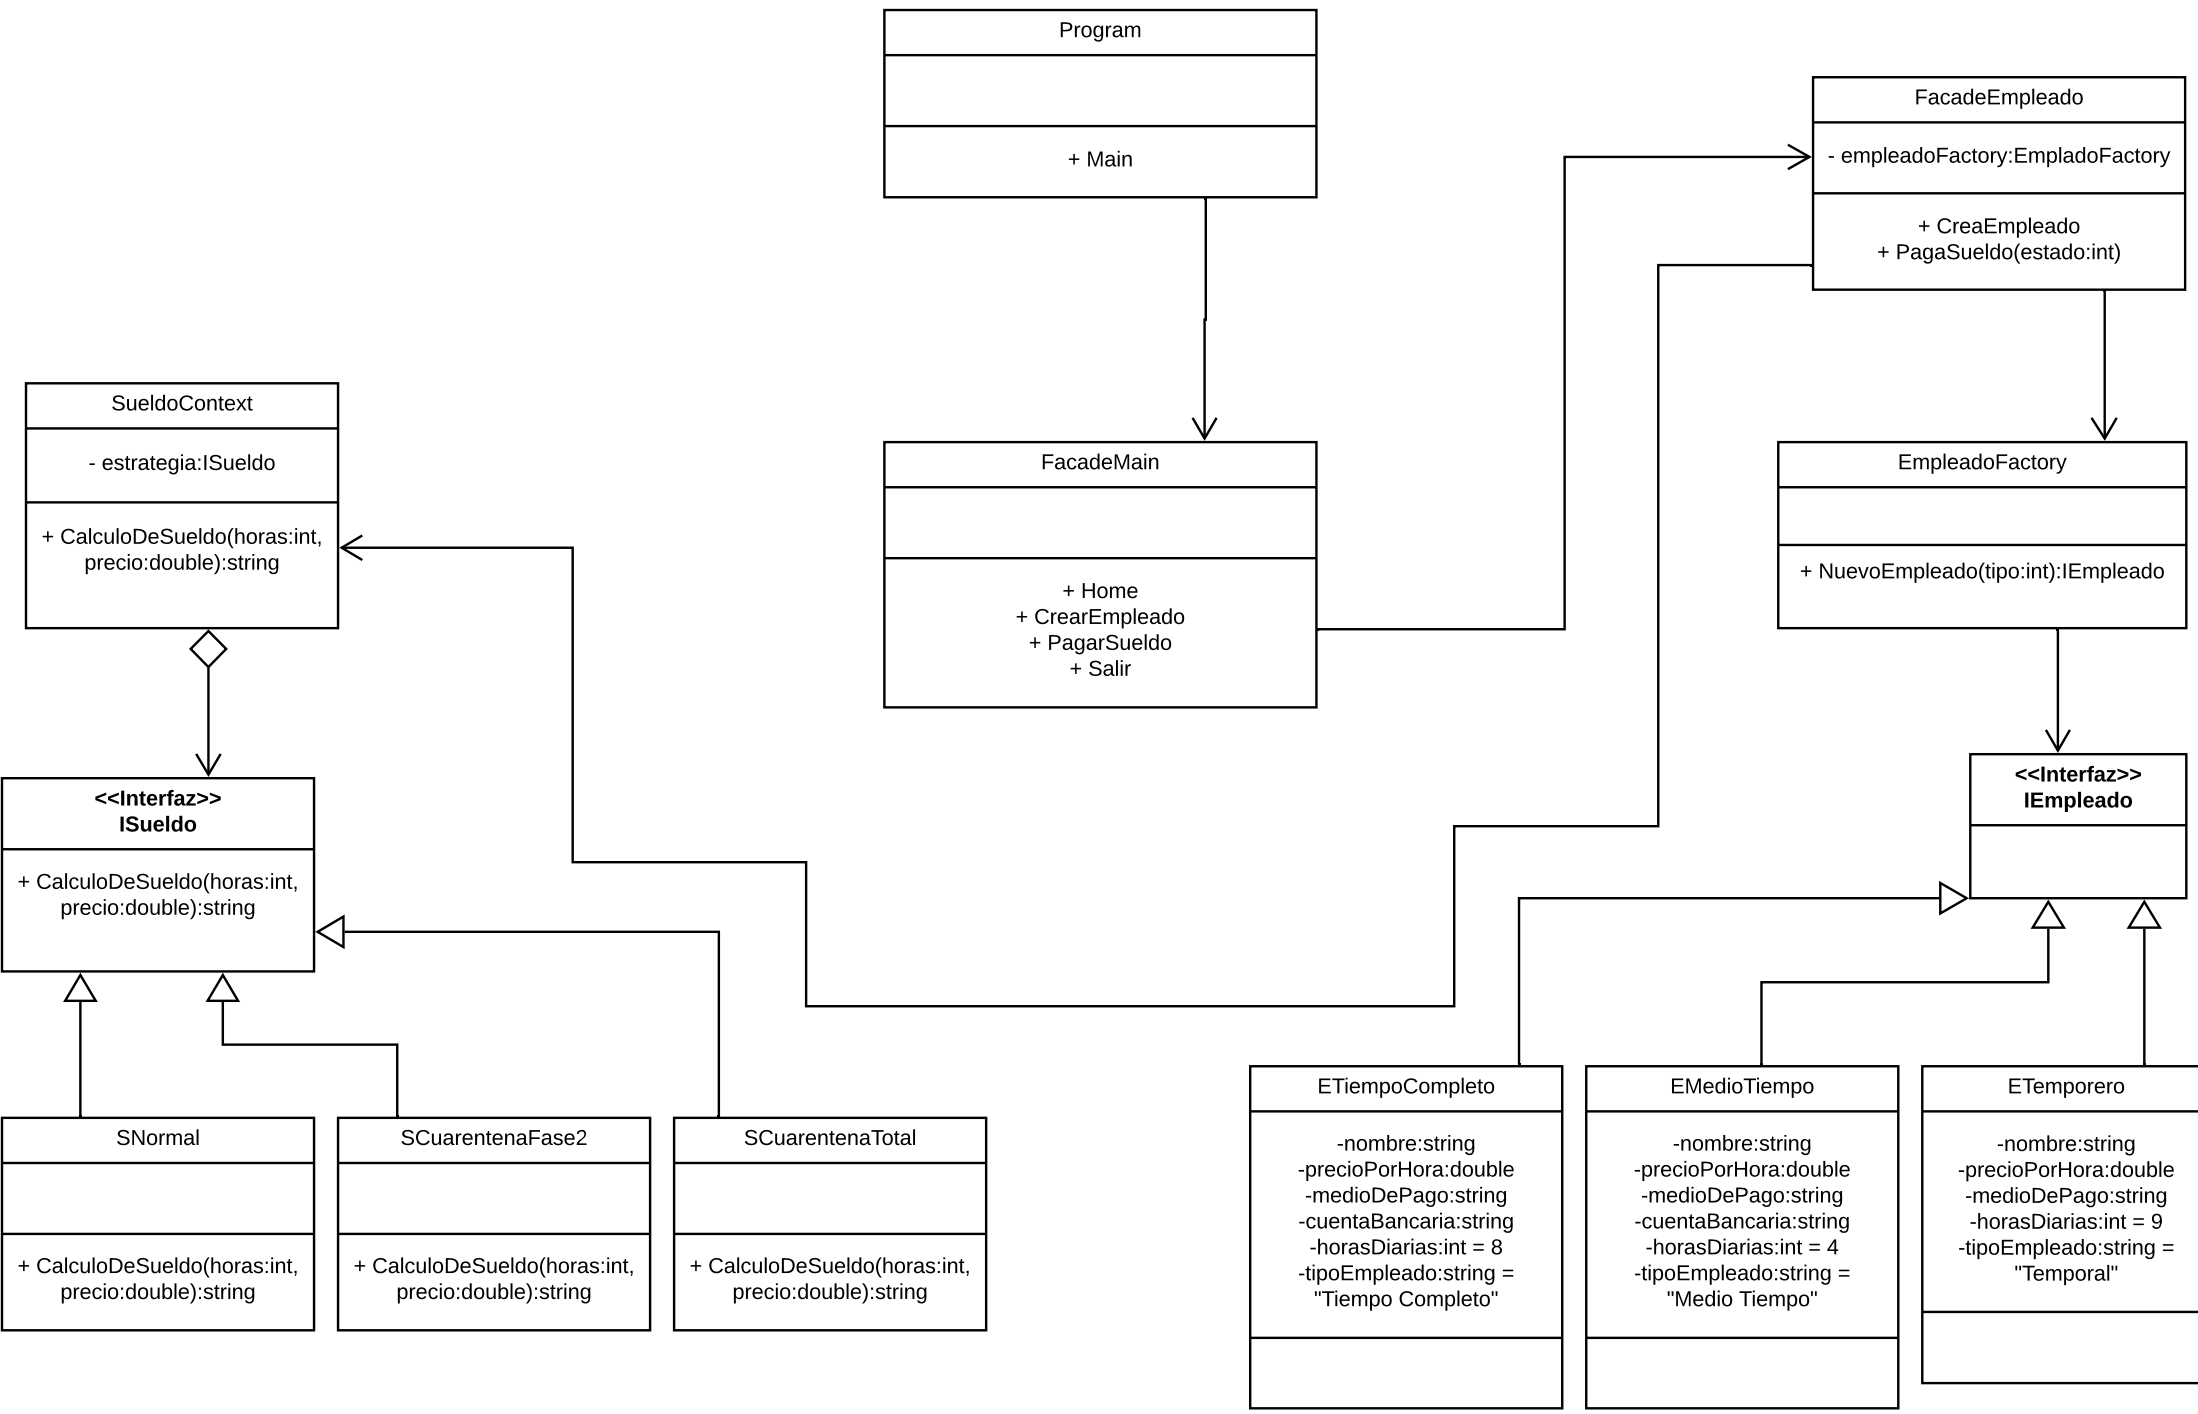 Program
+ Main
FacadeEmpleado
- empleadoFactory:EmpladoFactory
+ CreaEmpleado
+ PagaSueldo(estado:int)
SueldoContext
- estrategia:ISueldo
+ CalculoDeSueldo(horas:int,
precio:double):string
FacadeMain
+ Home
+ CrearEmpleado
+ PagarSueldo
+ Salir
EmpleadoFactory
+ NuevoEmpleado(tipo:int):IEmpleado
<<Interfaz>>
ISueldo
+ CalculoDeSueldo(horas:int,
precio:double):string
<<Interfaz>>
IEmpleado
SNormal
+ CalculoDeSueldo(horas:int,
precio:double):string
SCuarentenaFase2
+ CalculoDeSueldo(horas:int,
precio:double):string
SCuarentenaTotal
+ CalculoDeSueldo(horas:int,
precio:double):string
ETiempoCompleto
-nombre:string
-precioPorHora:double
-medioDePago:string
-cuentaBancaria:string
-horasDiarias:int = 8
-tipoEmpleado:string =
"Tiempo Completo"
EMedioTiempo
-nombre:string
-precioPorHora:double
-medioDePago:string
-cuentaBancaria:string
-horasDiarias:int = 4
-tipoEmpleado:string =
"Medio Tiempo"
ETemporero
-nombre:string
-precioPorHora:double
-medioDePago:string
-horasDiarias:int = 9
-tipoEmpleado:string =
"Temporal"